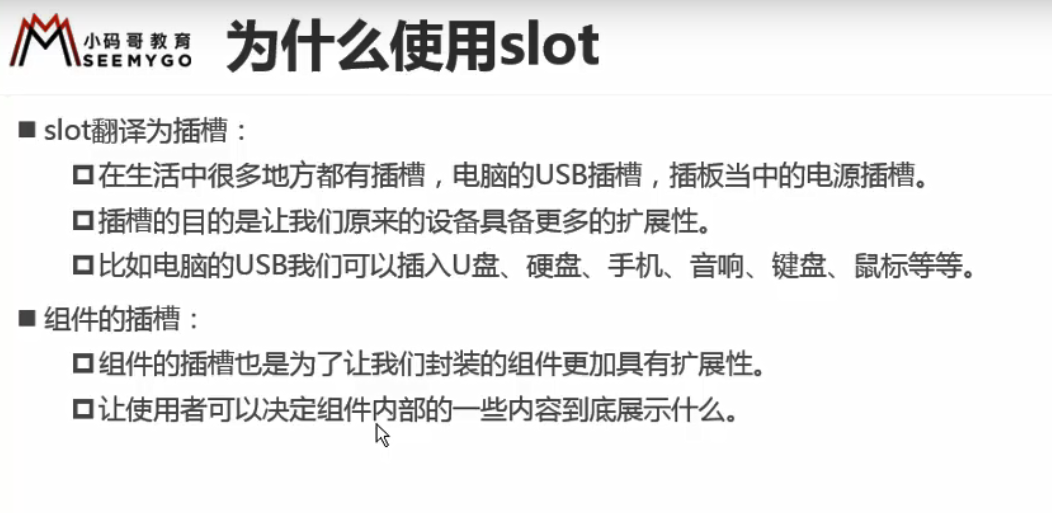 小码哥教育
SEEMYGO
为什么使用slot
slot翻译为插槽：
在生活中很多地方都有插槽，电脑的USB插槽，插板当中的电源插槽。
插槽的目的是让我们原来的设备具备更多的扩展性。
比如电脑的USB我们可以插入U盘、硬盘、手机、音响、键盘、鼠标等等。
组件的插槽：
组件的插槽也是为了让我们封装的组件更加具有扩展性。
让使用者可以决定组件内部的一些内容到底展示什么。